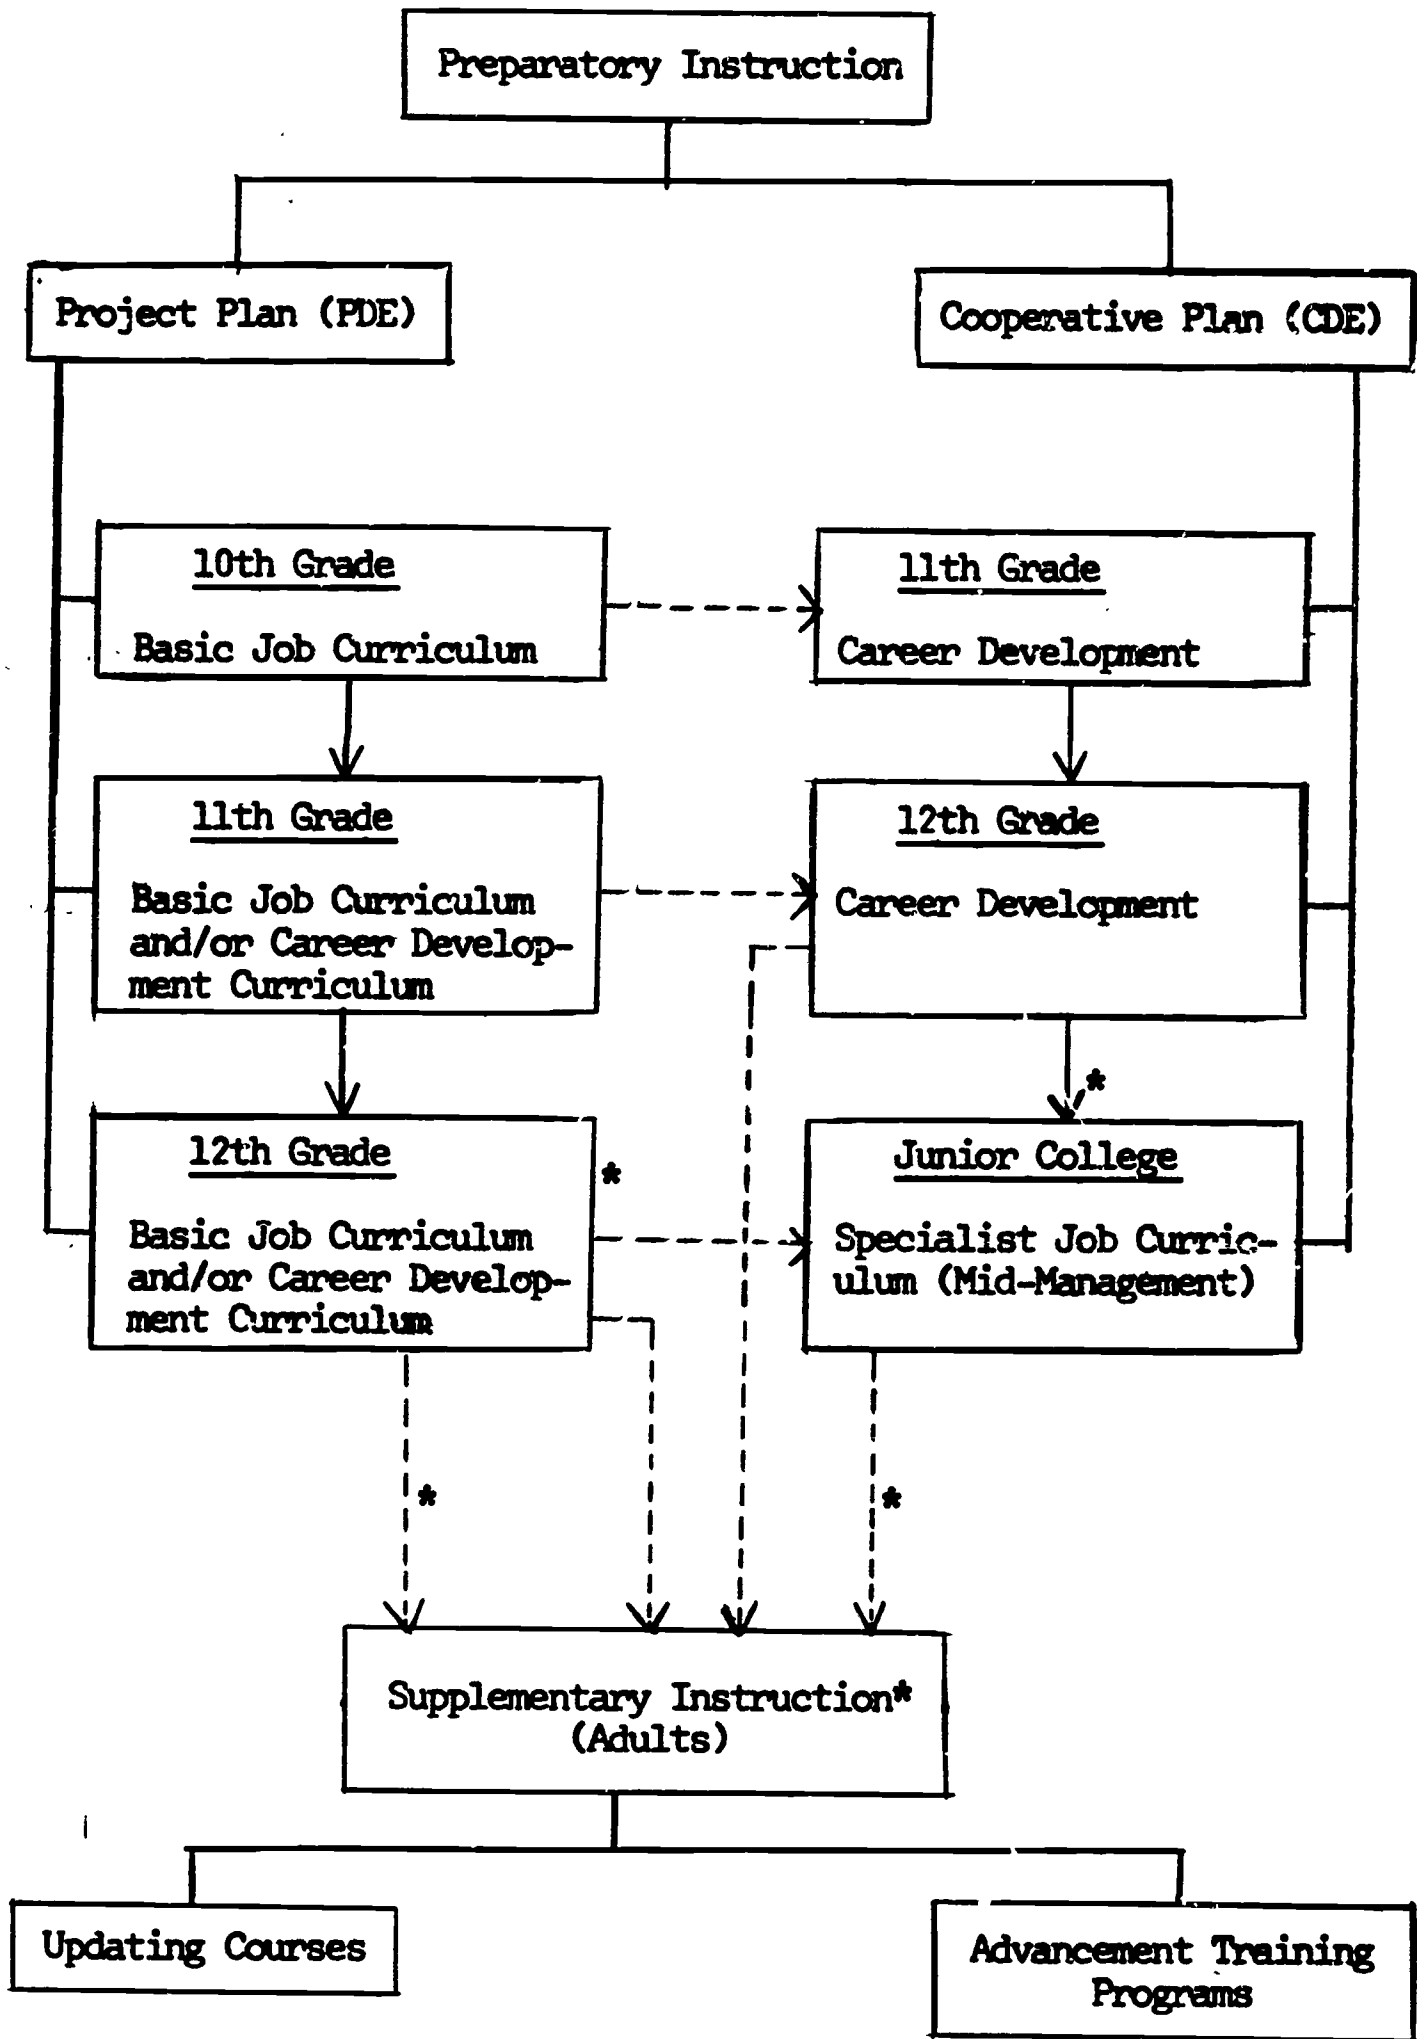 Preparatory Instruction
Project Plan (PDE)
Cooperative Plan (CDE)
10th Grade
Basic Job Curriculum
11th Grade
Career Development
11th Grade
Basic Job Curriculum
and/or Career Develop-
ment Curriculum
12th Grade
Career Development
*
12th Grade
Basic Job Curriculum
and/or Career Develop-
ment Curriculum
*
Junior College
Specialist Job Curric-
ulum (Mid-Management)
*
*
Supplementary Instruction*
(Adults)
Updating Courses
Advancement Training
Programs